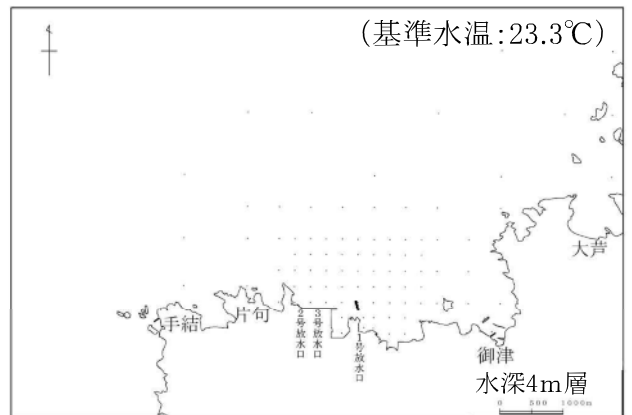 (基準水温:23.3℃)
大芦
片句
手結
2号放水口
3号放水口
1号放水口
御津
水深4m層
0 500 1000m